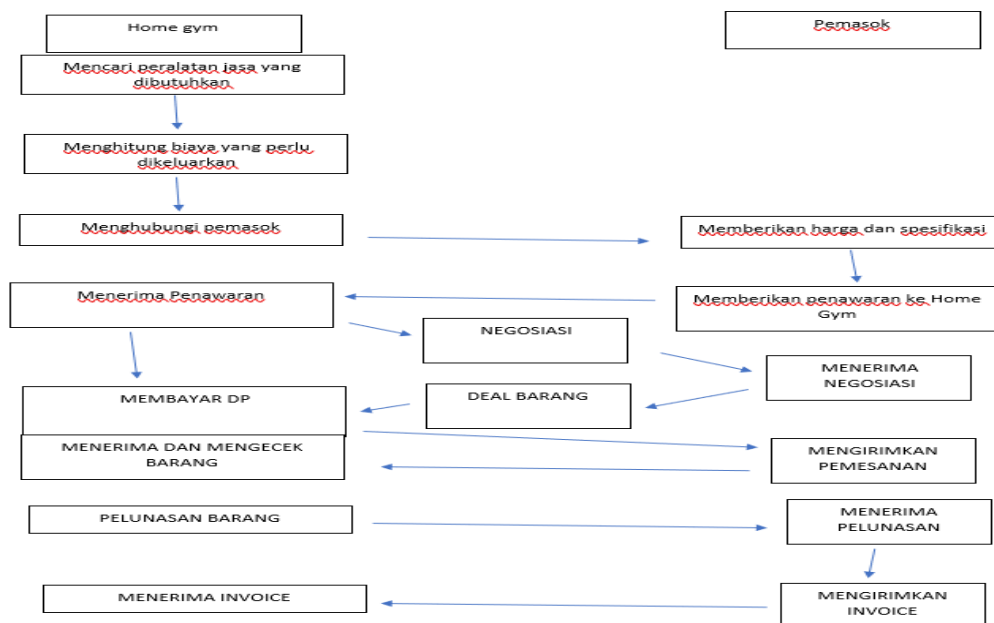 Home gym
Pemasok
Mencari peralatan jasa yang
dibutuhkan
Menghitung biaya yang perlu
dikeluarkan
Menghubungi pemasok
Memberikan harga dan spesifikasi
Menerima Penawaran
Memberikan penawaran ke Home
Gym
NEGOSIASI
MENERIMA
NEGOSIASI
MEMBAYAR DP
DEAL BARANG
MENERIMA DAN MENGECEK
BARANG
MENGIRIMKAN
PEMESANAN
PELUNASAN BARANG
MENERIMA
PELUNASAN
MENERIMA INVOICE
MENGIRIMKAN
INVOICE